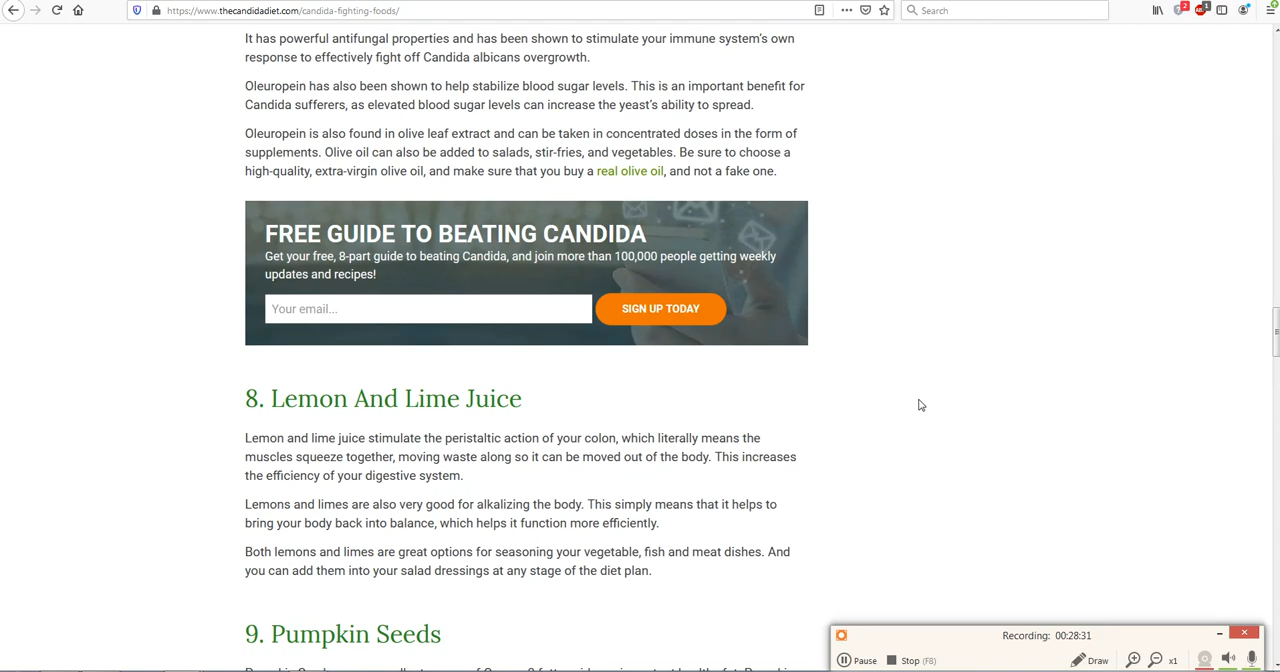 https://www.thecandidadiet.com/candida-fighting-foods/
Search
2
1
It has powerful antifungal properties and has been shown to stimulate your immune system's own
response to effectively fight off Candida albicans overgrowth.
Oleuropein has also been shown to help stabilize blood sugar levels. This is an important benefit for
Candida sufferers, as elevated blood sugar levels can increase the yeast's ability to spread.
Oleuropein is also found in olive leaf extract and can be taken in concentrated doses in the form of
supplements. Olive oil can also be added to salads, stir-fries, and vegetables. Be sure to choose a
high-quality, extra-virgin olive oil, and make sure that you buy a real olive oil, and not a fake one.
FREE GUIDE TO BEATING CANDIDA
Get your free, 8-part guide to beating Candida, and join more than 100,000 people getting weekly
updates and recipes!
Your email...
SIGN UP TODAY
8. Lemon And Lime Juice
Lemon and lime juice stimulate the peristaltic action of your colon, which literally means the
muscles squeeze together, moving waste along so it can be moved out of the body. This increases
the efficiency of your digestive system.
Lemons and limes are also very good for alkalizing the body. This simply means that it helps to
bring your body back into balance, which helps it function more efficiently.
Both lemons and limes are great options for seasoning your vegetable, fish and meat dishes. And
you can add them into your salad dressings at any stage of the diet plan.
9. Pumpkin Seeds
Recording: 00:28:31
Pause
Stop (F8)
Draw
x1